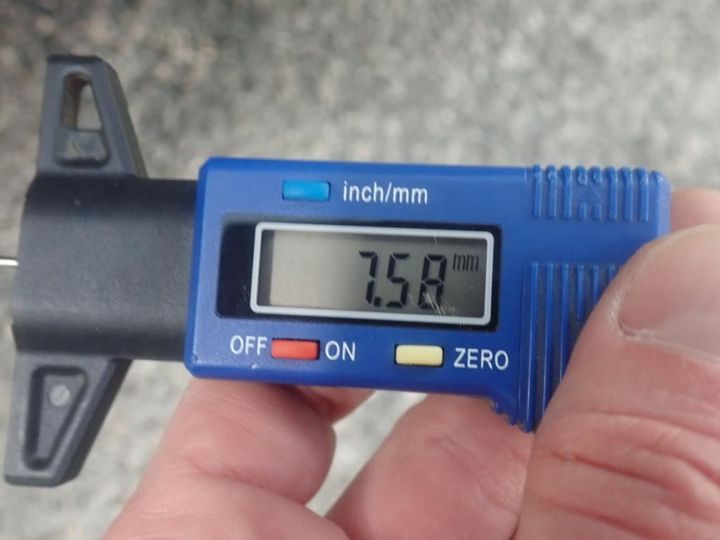 inch/mm
7.58 mm
OFF ON ZERO